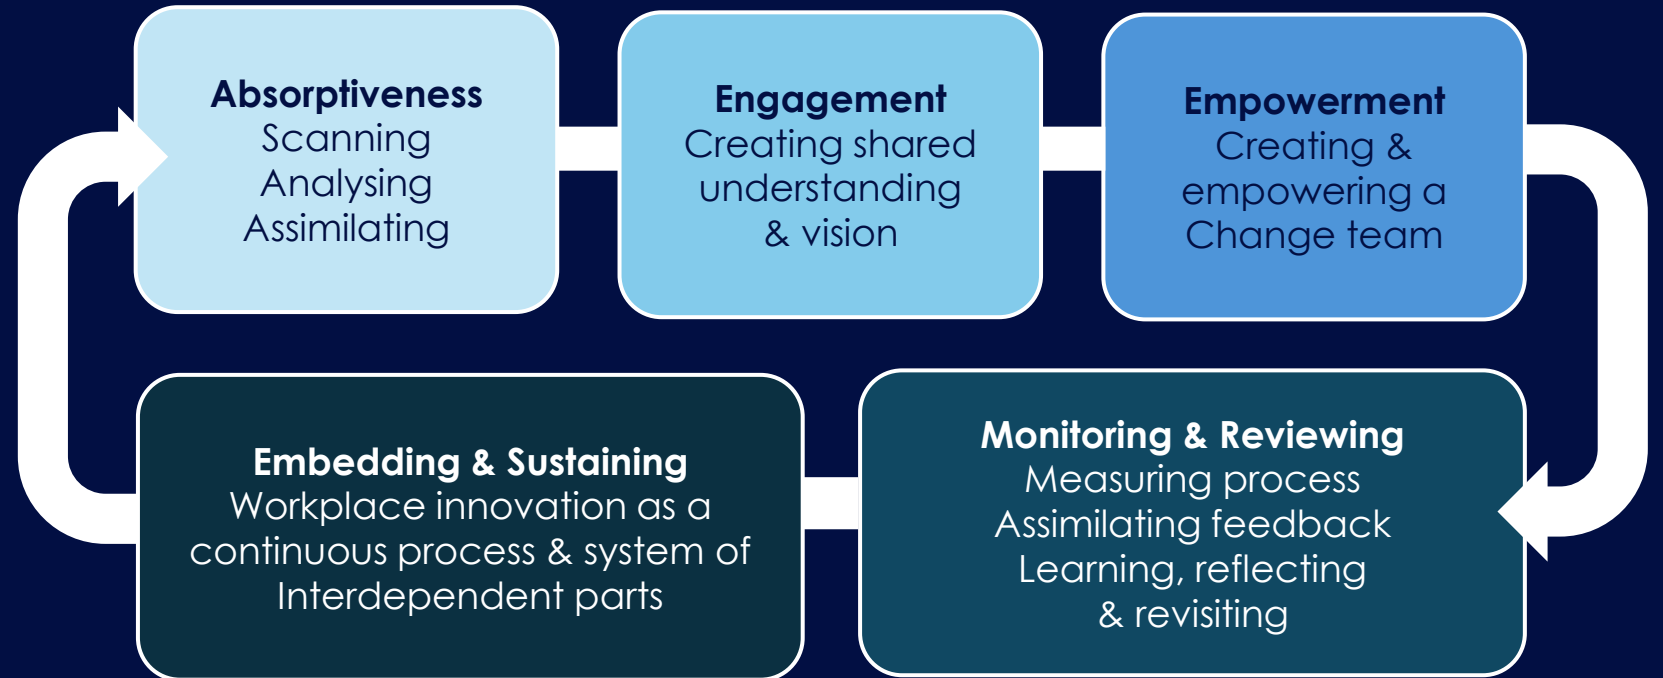 Absorptiveness
Scanning
Analysing
Assimilating
Engagement
Creating shared
understanding
& vision
Empowerment
Creating &
empowering a
Change team
Embedding & Sustaining
Workplace innovation as a
continuous process & system of
Interdependent parts
Monitoring & Reviewing
Measuring process
Assimilating feedback
Learning, reflecting
& revisiting